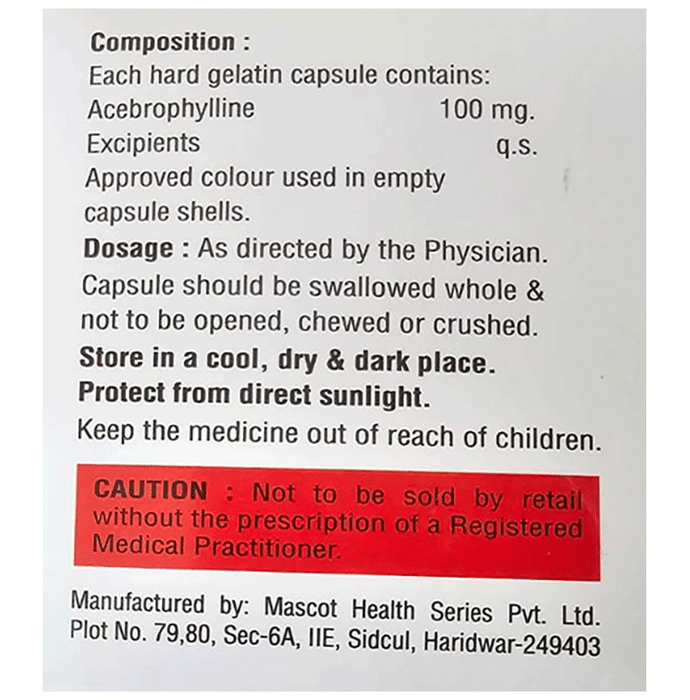 Composition :
Each hard gelatin capsule contains:
Acebrophylline 100 mg.
Excipients q.s.
Approved colour used in empty
capsule shells.
Dosage : As directed by the Physician.
Capsule should be swallowed whole &
not to be opened, chewed or crushed.
Store in a cool, dry & dark place.
Protect from direct sunlight.
Keep the medicine out of reach of children.
CAUTION : Not to be sold by retail
without the prescription of a Registered
Medical Practitioner.
Manufactured by: Mascot Health Series Pvt. Ltd.
Plot No. 79,80, Sec-6A, IIE, Sidcul, Haridwar-249403